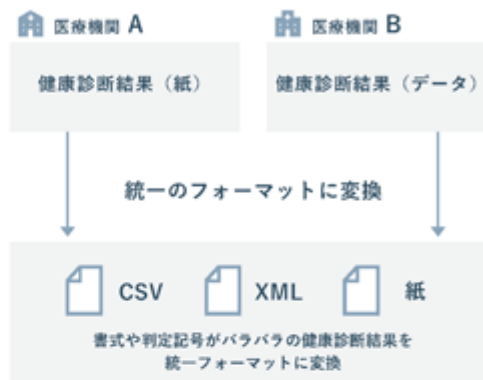 医療機関 A
医療機関 B
健康診断結果（紙）
健康診断結果（データ）
統一のフォーマットに変換
CSV
XML
紙
書式や判定記号がバラバラの健康診断結果を
統一フォーマットに変換